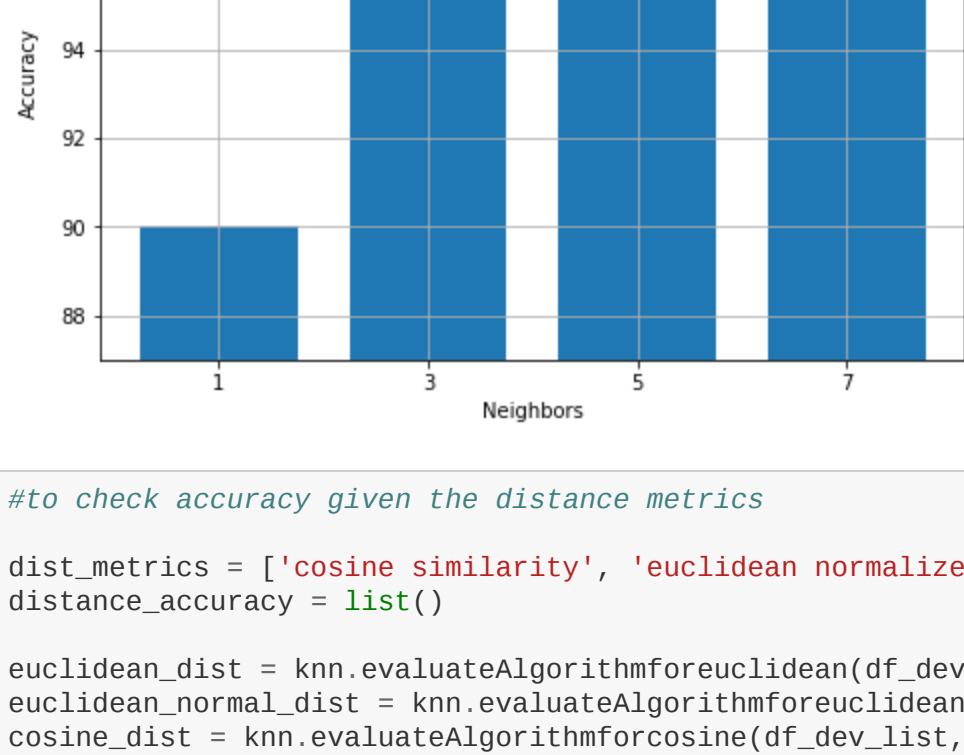 94
Accuracy
92
90
88
1 3 5 7
Neighbors
#to check accuracy given the distance metrics
dist_metrics = ['cosine similarity', 'euclidean normalize
distance_accuracy = list()
euclidean_dist = knn.evaluateAlgorithmforeuclidean(df_dev
euclidean_normal_dist = knn.evaluateAlgorithmforeuclidean
cosine_dist = knn.evaluateAlgorithmforcosine(df_dev_list,